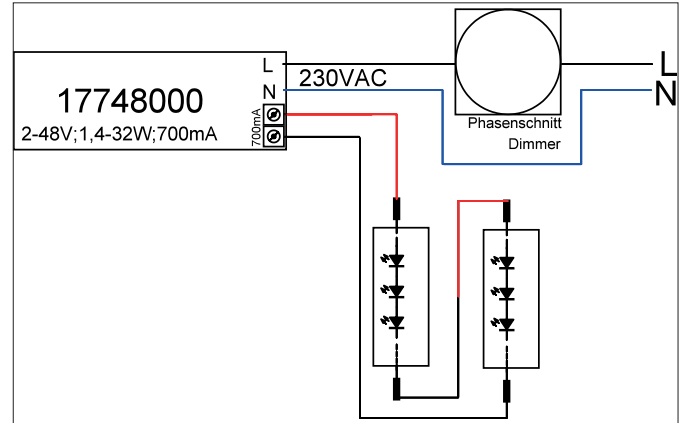 L
N
230VAC
17748000
2-48V;1,4-32W;700mA
700mA
Phasenschnitt
Dimmer
L
N